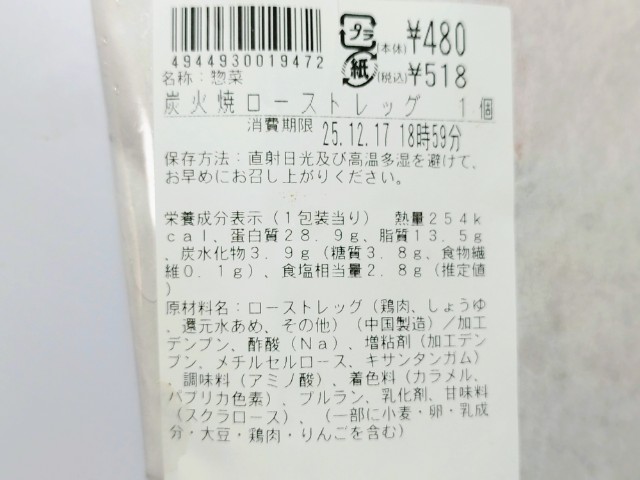 4944930019472
プラ
紙
(本体) ¥480
(税込) ¥518
名称：惣菜
炭火焼ローストレッグ 1個
消費期限 25.12.17 18時59分
保存方法：直射日光及び高温多湿を避けて、
お早めにお召し上がりください。
栄養成分表示（1包装当り） 熱量254k
cal、蛋白質28.9g、脂質13.5g
、炭水化物3.9g（糖質3.8g、食物繊
維0.1g）、食塩相当量2.8g（推定値
）
原材料名：ローストレッグ（鶏肉、しょうゆ
、還元水あめ、その他）（中国製造）／加工
デンプン、酢酸（Na）、増粘剤（加工デン
プン、メチルセルロース、キサンタンガム）
、調味料（アミノ酸）、着色料（カラメル、
パプリカ色素）、プルラン、乳化剤、甘味料
（スクラロース）、（一部に小麦・卵・乳成
分・大豆・鶏肉・りんごを含む）